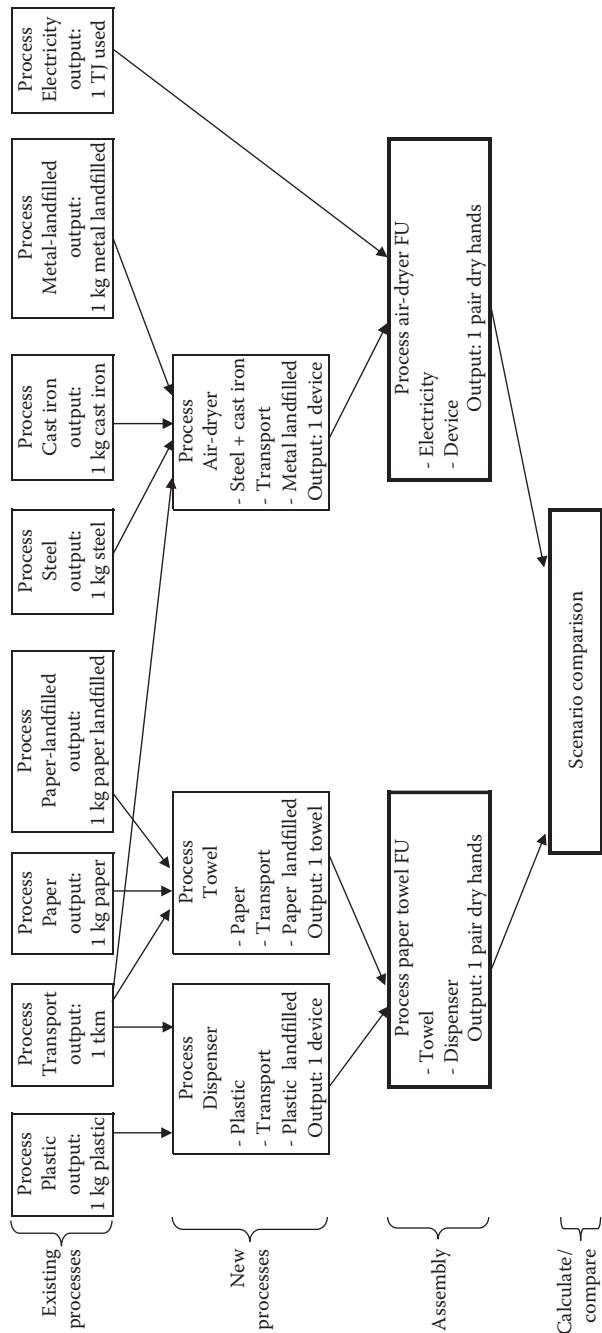 Existing
processes
Process
Plastic
output:
1 kg plastic
Process
Transport
output:
1 tkm
Process
Paper
output:
1 kg paper
Process
Paper-landfilled
output:
1 kg paper landfilled
Process
Steel
output:
1 kg steel
Process
Cast iron
output:
1 kg cast iron
Process
Metal-landfilled
output:
1 kg metal landfilled
Process
Electricity
output:
1 TJ used
New
processes
Process
Dispenser
- Plastic
- Transport
- Plastic landfilled
Output: 1 device
Process
Towel
- Paper
- Transport
- Paper landfilled
Output: 1 towel
Process
Air-dryer
- Steel + cast iron
- Transport
- Metal landfilled
Output: 1 device
Assembly
Process paper towel FU
- Towel
- Dispenser
Output: 1 pair dry hands
Process air-dryer FU
- Electricity
- Device
Output: 1 pair dry hands
Calculate/
compare
Scenario comparison